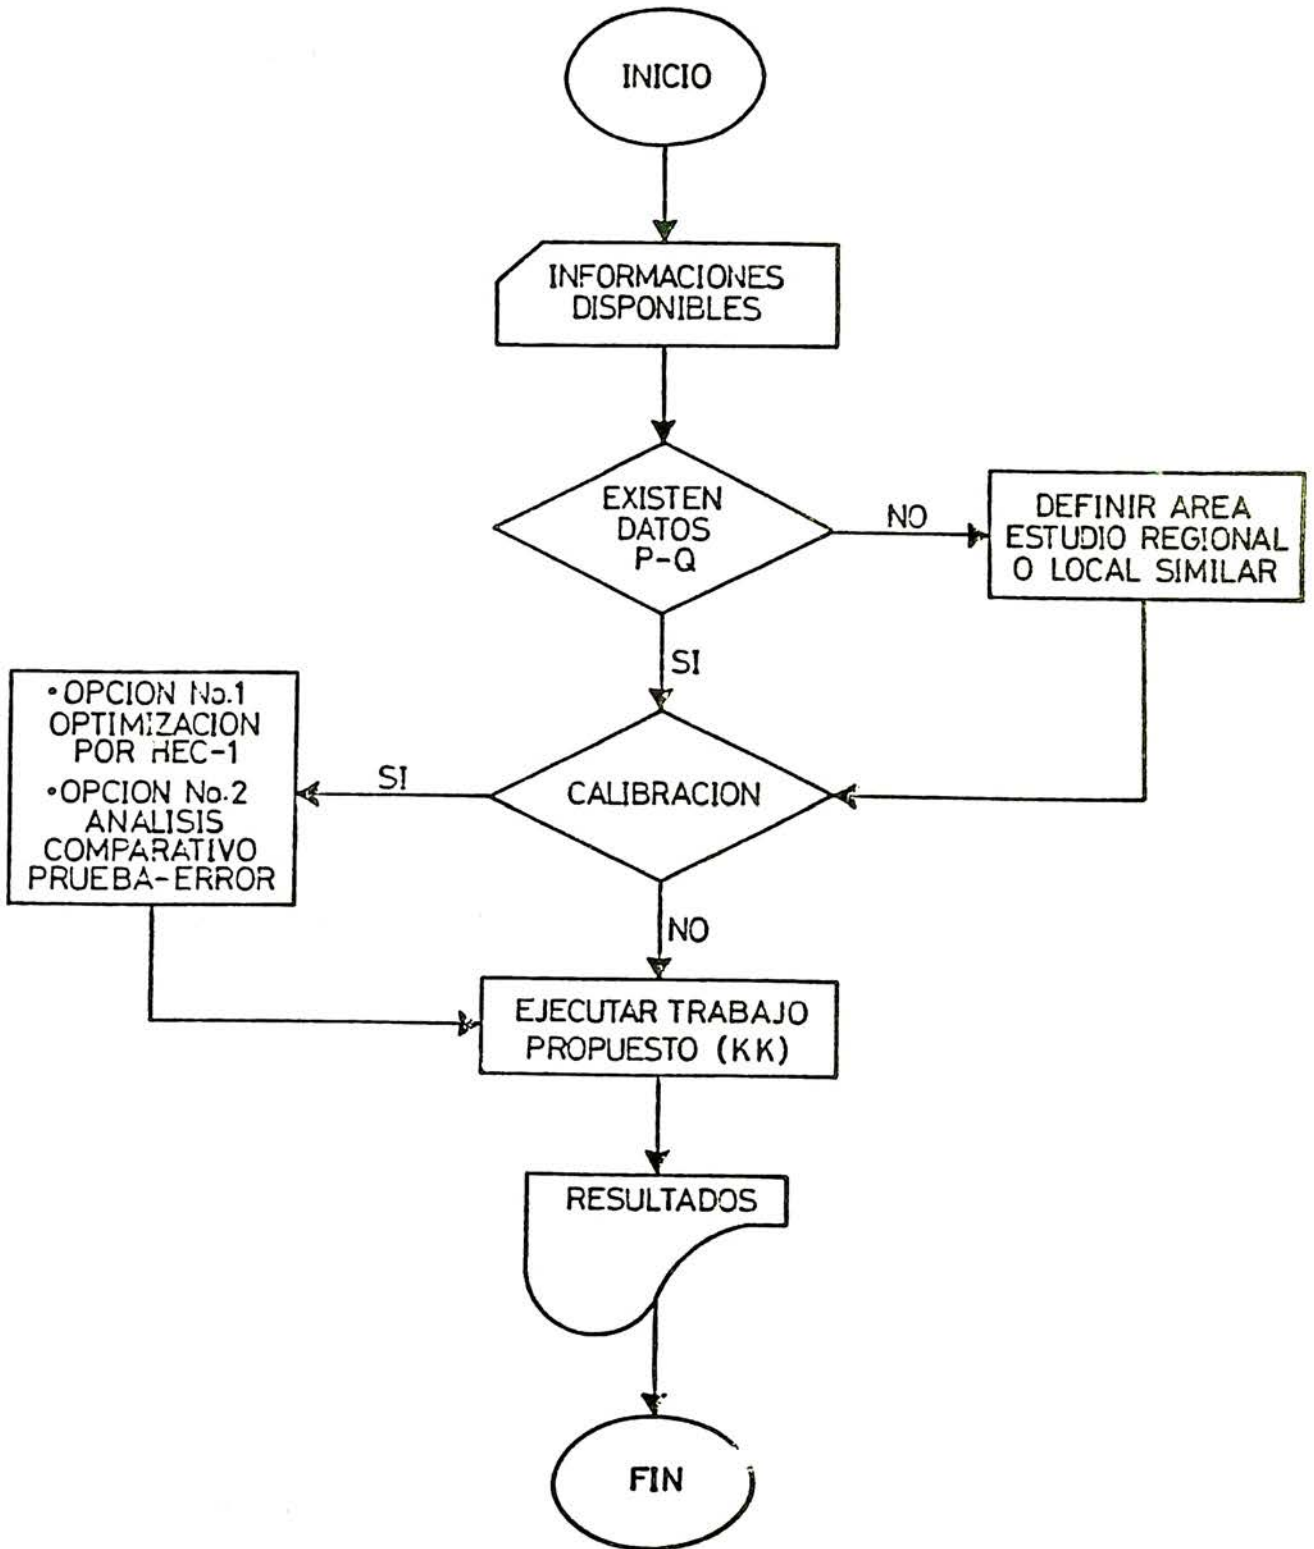 INICIO
INFORMACIONES
DISPONIBLES
EXISTEN
DATOS
P-Q
NO
DEFINIR AREA
ESTUDIO REGIONAL
O LOCAL SIMILAR
SI
•OPCION No.1
OPTIMIZACION
POR HEC-1
•OPCION No.2
ANALISIS
COMPARATIVO
PRUEBA-ERROR
SI
CALIBRACION
NO
EJECUTAR TRABAJO
PROPUESTO (KK)
RESULTADOS
FIN